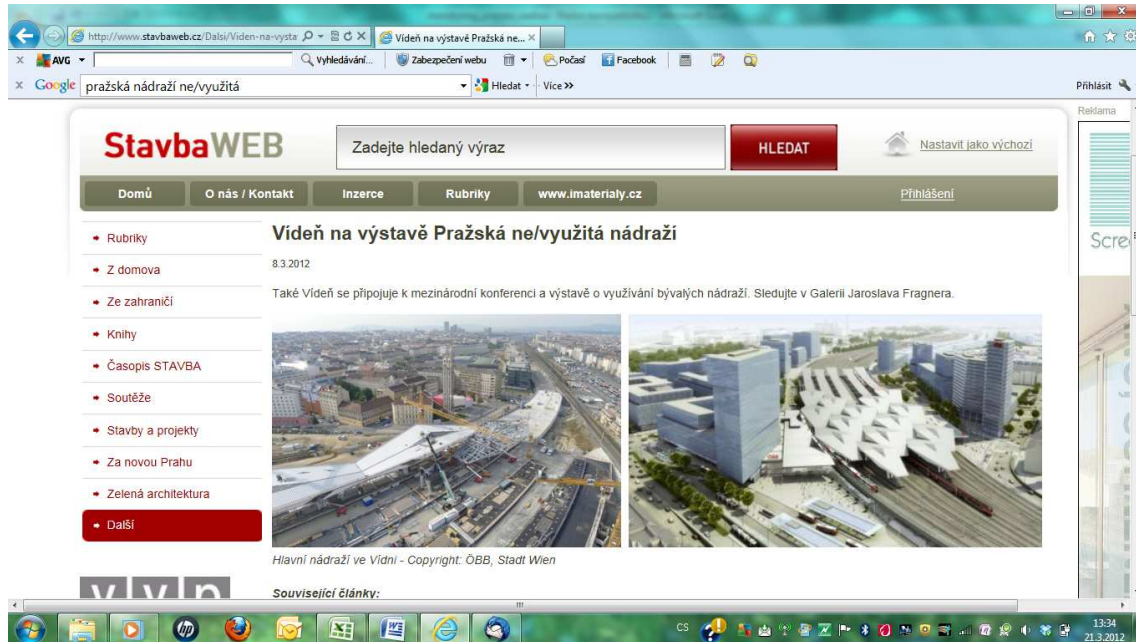 http://www.stavbaweb.cz/Dalsi/Viden-na-vysta
Vídeň na výstavě Pražská ne...
AVG
Vyhledávání...
Zabezpečení webu
Počasí
Facebook
Google
pražská nádraží ne/využitá
Hledat
Více >>
Přihlásit
Reklama
StavbaWEB
Zadejte hledaný výraz
HLEDAT
Nastavit jako výchozí
Domů
O nás / Kontakt
Inzerce
Rubriky
www.imaterialy.cz
Přihlášení
Rubriky
Z domova
Ze zahraničí
Knihy
Časopis STAVBA
Soutěže
Stavby a projekty
Za novou Prahu
Zelená architektura
Další
Vídeň na výstavě Pražská ne/využitá nádraží
8.3.2012
Také Vídeň se připojuje k mezinárodní konferenci a výstavě o využívání bývalých nádraží. Sledujte v Galerii Jaroslava Fragnera.
Hlavní nádraží ve Vídni - Copyright: ÖBB, Stadt Wien
Související články:
Scre
CS
13:34
21.3.2012